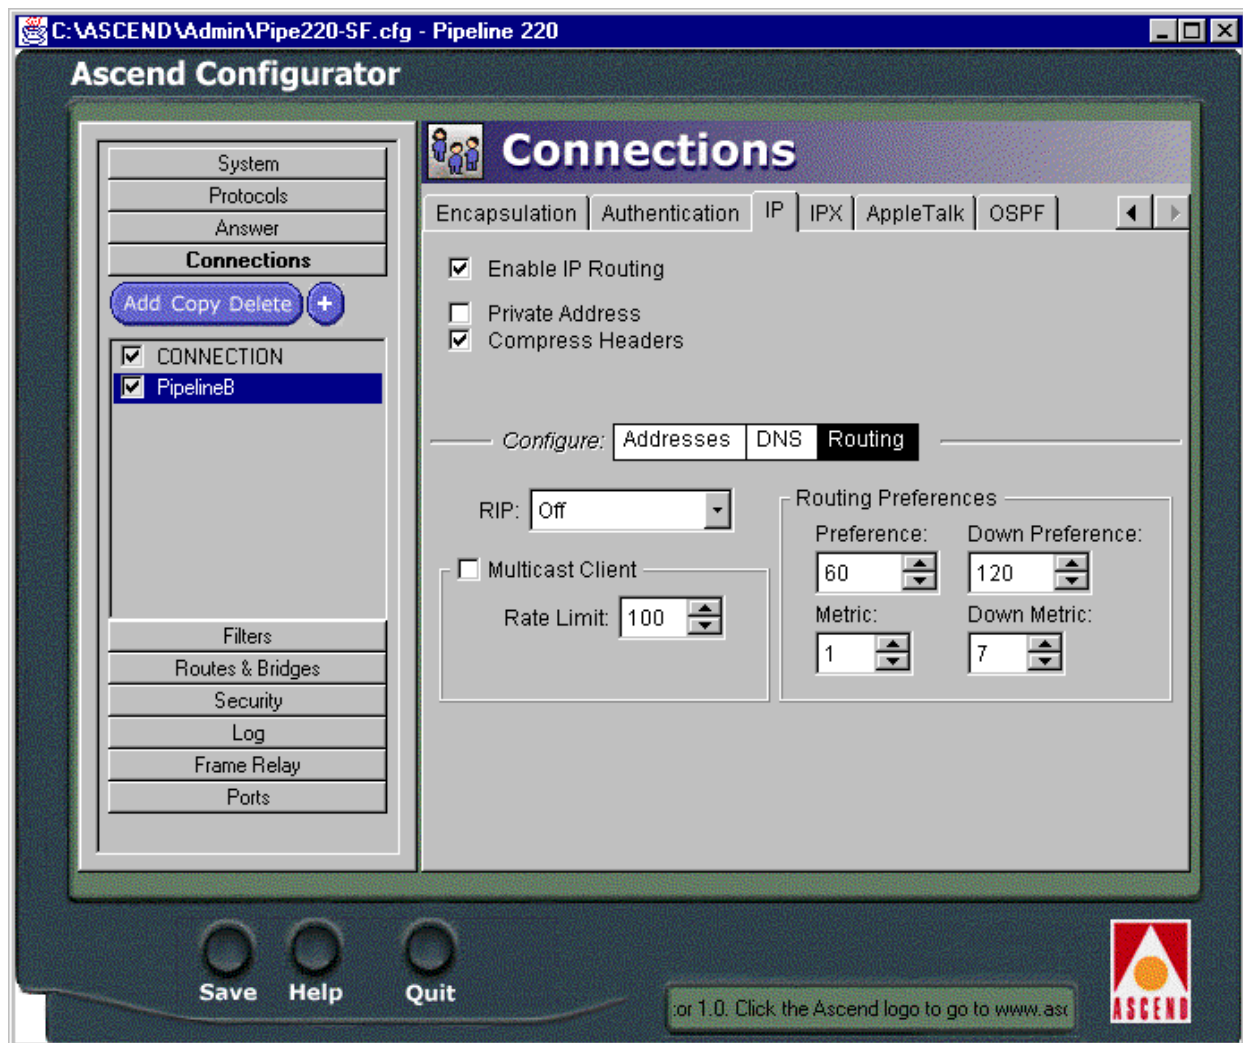 C:\ASCEND\Admin\Pipe220-SF.cfg - Pipeline 220
Ascend Configurator
System
Protocols
Answer
Connections
Add Copy Delete +
CONNECTION
PipelineB
Filters
Routes & Bridges
Security
Log
Frame Relay
Ports
Connections
Encapsulation Authentication IP IPX AppleTalk OSPF
Enable IP Routing
Private Address
Compress Headers
Configure: Addresses DNS Routing
RIP: Off
Multicast Client
Rate Limit: 100
Routing Preferences
Preference: Down Preference:
60 120
Metric: Down Metric:
1 7
Save Help Quit
:or 1.0. Click the Ascend logo to go to www.asc
ASCEND